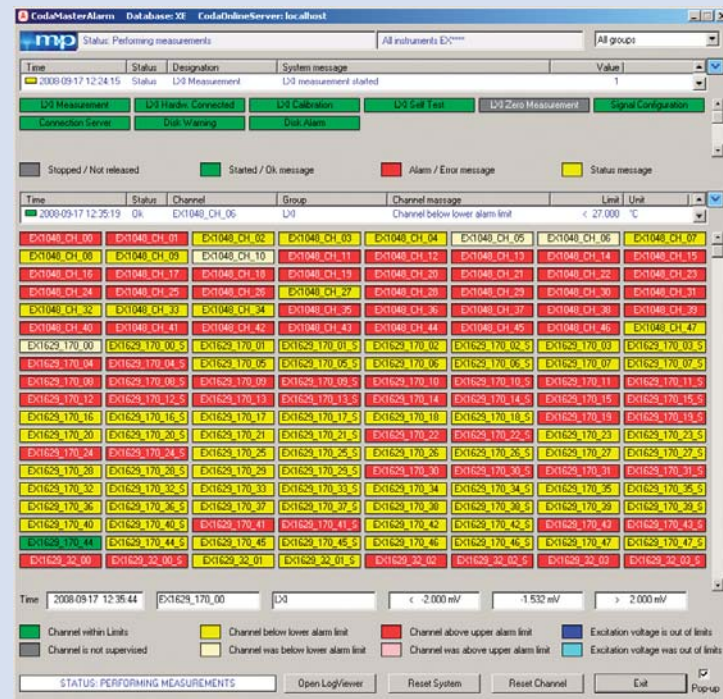 CodaMasterAlarm Database: XE CodaOnlineServer: localhost
mp Status: Performing measurements All instruments EX**** All groups
Time Status Designation System message Value
2008-09-17 12:24:15 Status LXI Measurement LXI measurement started 1
LXI Measurement LXI Hardw. Connected LXI Calibration LXI Self Test LXI Zero Measurement Signal Configuration
Connection Server Disk Warning Disk Alarm
Stopped / Not released Started / Ok message Alarm / Error message Status message
Time Status Channel Group Channel massage Limit Unit
2008-09-17 12:35:19 Ok EX1048_CH_06 LXI Channel below lower alarm limit < 27.000 °C
EX1048_CH_00 EX1048_CH_01 EX1048_CH_02 EX1048_CH_03 EX1048_CH_04 EX1048_CH_05 EX1048_CH_06 EX1048_CH_07
EX1048_CH_08 EX1048_CH_09 EX1048_CH_10 EX1048_CH_11 EX1048_CH_12 EX1048_CH_13 EX1048_CH_14 EX1048_CH_15
EX1048_CH_16 EX1048_CH_17 EX1048_CH_18 EX1048_CH_19 EX1048_CH_20 EX1048_CH_21 EX1048_CH_22 EX1048_CH_23
EX1048_CH_24 EX1048_CH_25 EX1048_CH_26 EX1048_CH_27 EX1048_CH_28 EX1048_CH_29 EX1048_CH_30 EX1048_CH_31
EX1048_CH_32 EX1048_CH_33 EX1048_CH_34 EX1048_CH_35 EX1048_CH_36 EX1048_CH_37 EX1048_CH_38 EX1048_CH_39
EX1048_CH_40 EX1048_CH_41 EX1048_CH_42 EX1048_CH_43 EX1048_CH_44 EX1048_CH_45 EX1048_CH_46 EX1048_CH_47
EX1629_170_00 EX1629_170_00_S EX1629_170_01 EX1629_170_01_S EX1629_170_02 EX1629_170_02_S EX1629_170_03 EX1629_170_03_S
EX1629_170_04 EX1629_170_04_S EX1629_170_05 EX1629_170_05_S EX1629_170_06 EX1629_170_06_S EX1629_170_07 EX1629_170_07_S
EX1629_170_08 EX1629_170_08_S EX1629_170_09 EX1629_170_09_S EX1629_170_10 EX1629_170_10_S EX1629_170_11 EX1629_170_11_S
EX1629_170_12 EX1629_170_12_S EX1629_170_13 EX1629_170_13_S EX1629_170_14 EX1629_170_14_S EX1629_170_15 EX1629_170_15_S
EX1629_170_16 EX1629_170_16_S EX1629_170_17 EX1629_170_17_S EX1629_170_18 EX1629_170_18_S EX1629_170_19 EX1629_170_19_S
EX1629_170_20 EX1629_170_20_S EX1629_170_21 EX1629_170_21_S EX1629_170_22 EX1629_170_22_S EX1629_170_23 EX1629_170_23_S
EX1629_170_24 EX1629_170_24_S EX1629_170_25 EX1629_170_25_S EX1629_170_26 EX1629_170_26_S EX1629_170_27 EX1629_170_27_S
EX1629_170_28 EX1629_170_28_S EX1629_170_29 EX1629_170_29_S EX1629_170_30 EX1629_170_30_S EX1629_170_31 EX1629_170_31_S
EX1629_170_32 EX1629_170_32_S EX1629_170_33 EX1629_170_33_S EX1629_170_34 EX1629_170_34_S EX1629_170_35 EX1629_170_35_S
EX1629_170_36 EX1629_170_36_S EX1629_170_37 EX1629_170_37_S EX1629_170_38 EX1629_170_38_S EX1629_170_39 EX1629_170_39_S
EX1629_170_40 EX1629_170_40_S EX1629_170_41 EX1629_170_41_S EX1629_170_42 EX1629_170_42_S EX1629_170_43 EX1629_170_43_S
EX1629_170_44 EX1629_170_44_S EX1629_170_45 EX1629_170_45_S EX1629_170_46 EX1629_170_46_S EX1629_170_47 EX1629_170_47_S
EX1629_32_00 EX1629_32_00_S EX1629_32_01 EX1629_32_01_S EX1629_32_02 EX1629_32_02_S EX1629_32_03 EX1629_32_03_S
Time 2008-09-17 12:35:44 EX1629_170_00 LXI < -2.000 mV -1.532 mV > 2.000 mV
Channel within Limits Channel below lower alarm limit Channel above upper alarm limit Excitation voltage is out of limits
Channel is not supervised Channel was below lower alarm limit Channel was above upper alarm limit Excitation voltage was out of limits
STATUS: PERFORMING MEASUREMENTS Open LogViewer Reset System Reset Channel Exit Pop-up